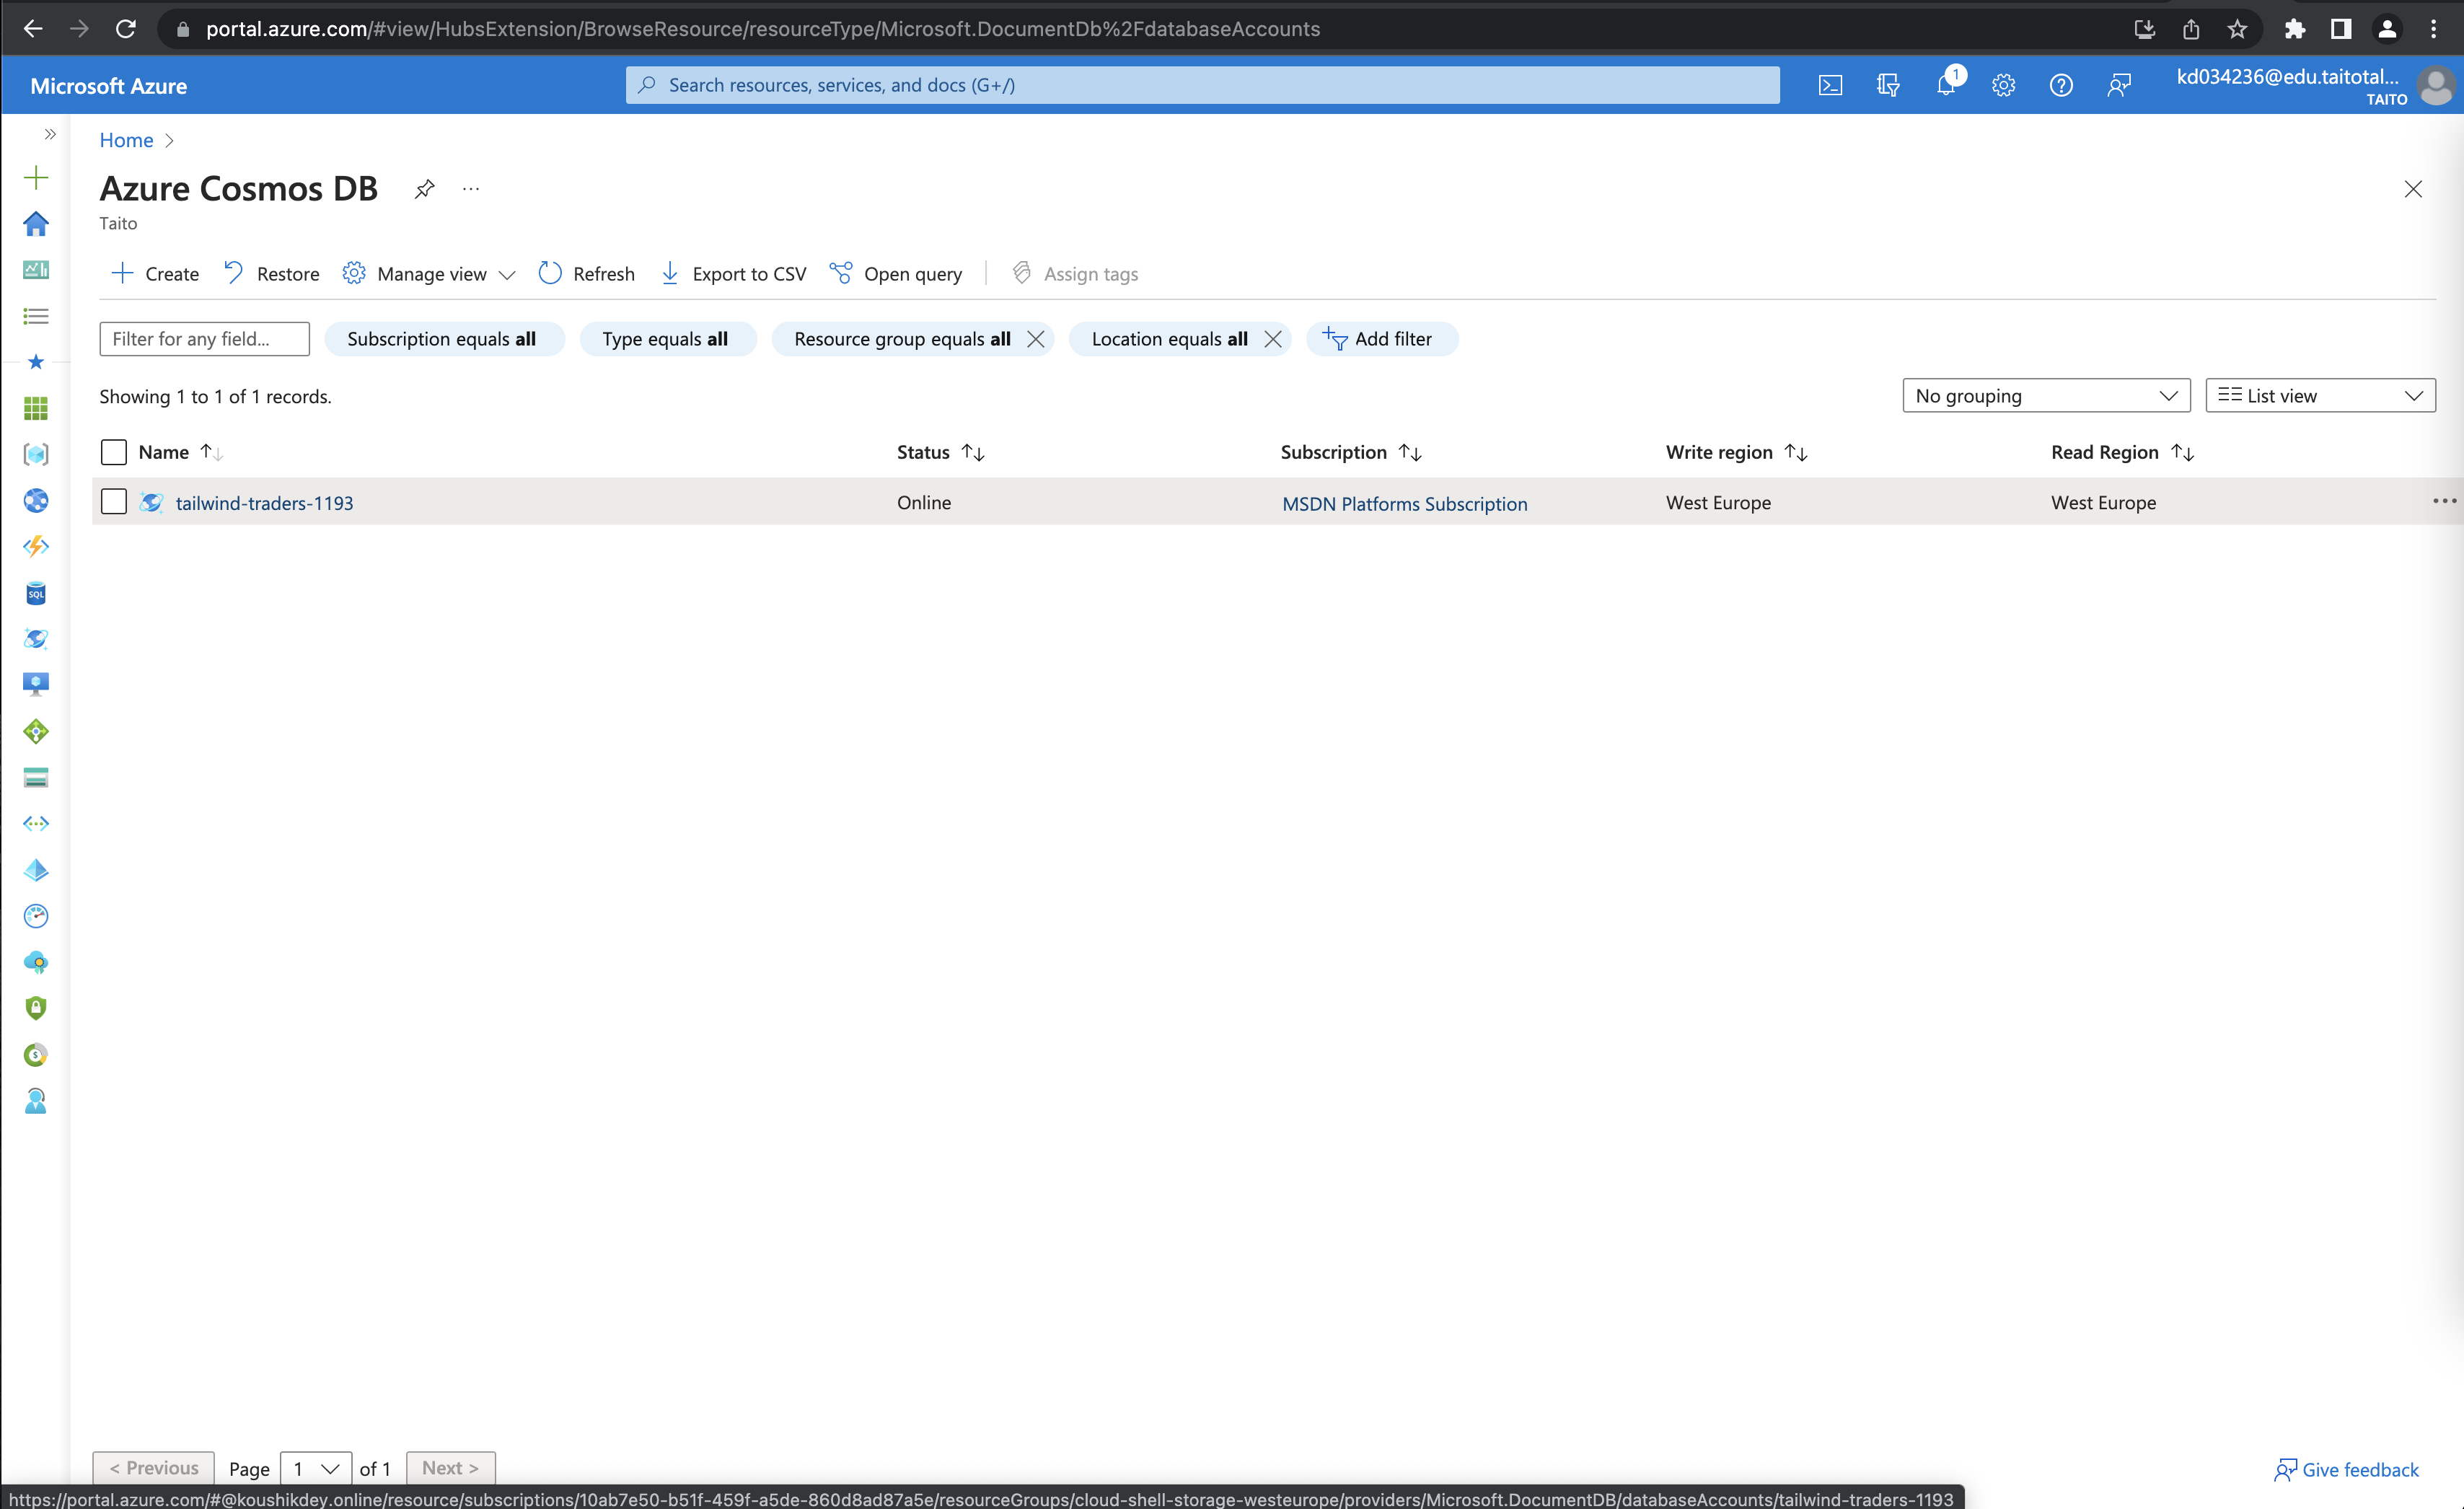 portal.azure.com/#view/HubsExtension/BrowseResource/resourceType/Microsoft.DocumentDb%2FdatabaseAccounts
Microsoft Azure
Search resources, services, and docs (G+/)
1
kd034236@edu.taitotal...
TAITO
Home
Azure Cosmos DB
Taito
Create Restore Manage view Refresh Export to CSV Open query Assign tags
Filter for any field... Subscription equals all Type equals all Resource group equals all Location equals all Add filter
Showing 1 to 1 of 1 records. No grouping List view
Name Status Subscription Write region Read Region
tailwind-traders-1193 Online MSDN Platforms Subscription West Europe West Europe
SQL
< Previous Page 1 of 1 Next >
Give feedback
https://portal.azure.com/#@koushikdey.online/resource/subscriptions/10ab7e50-b51f-459f-a5de-860d8ad87a5e/resourceGroups/cloud-shell-storage-westeurope/providers/Microsoft.DocumentDB/databaseAccounts/tailwind-traders-1193